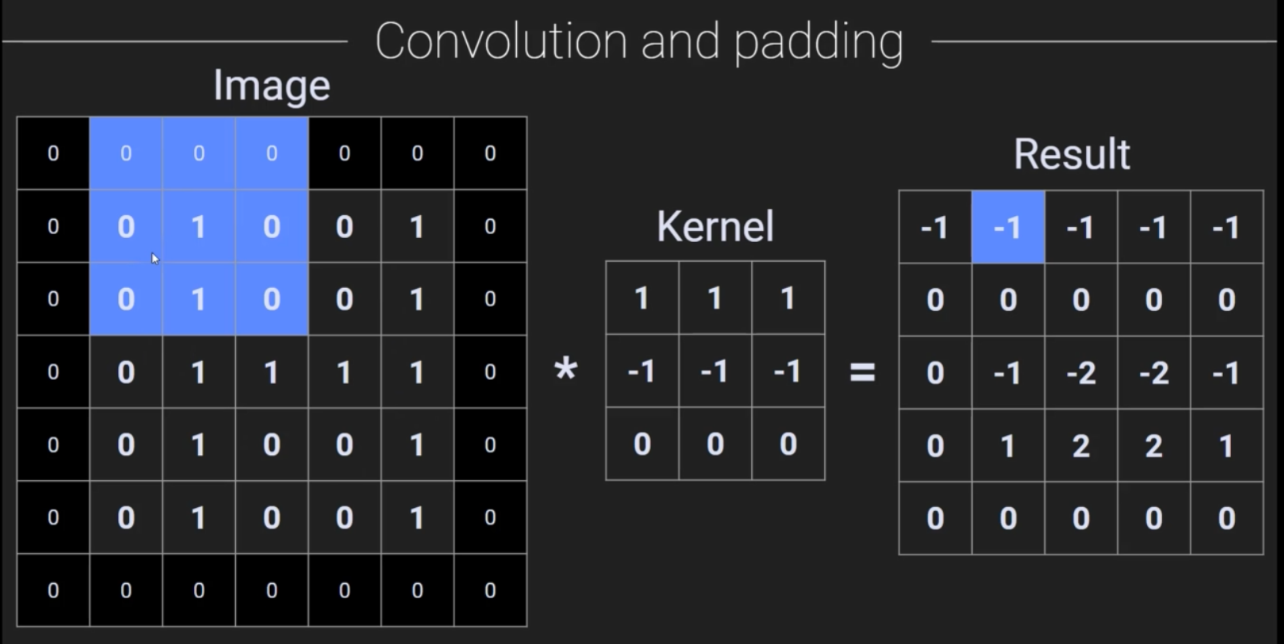 Convolution and padding
Image
0 0 0 0 0 0 0
0 0 1 0 0 1 0
0 0 1 0 0 1 0
0 0 1 1 1 1 0
0 0 1 0 0 1 0
0 0 1 0 0 1 0
0 0 0 0 0 0 0
*
Kernel
1 1 1
-1 -1 -1
0 0 0
=
Result
-1 -1 -1 -1 -1
0 0 0 0 0
0 -1 -2 -2 -1
0 1 2 2 1
0 0 0 0 0